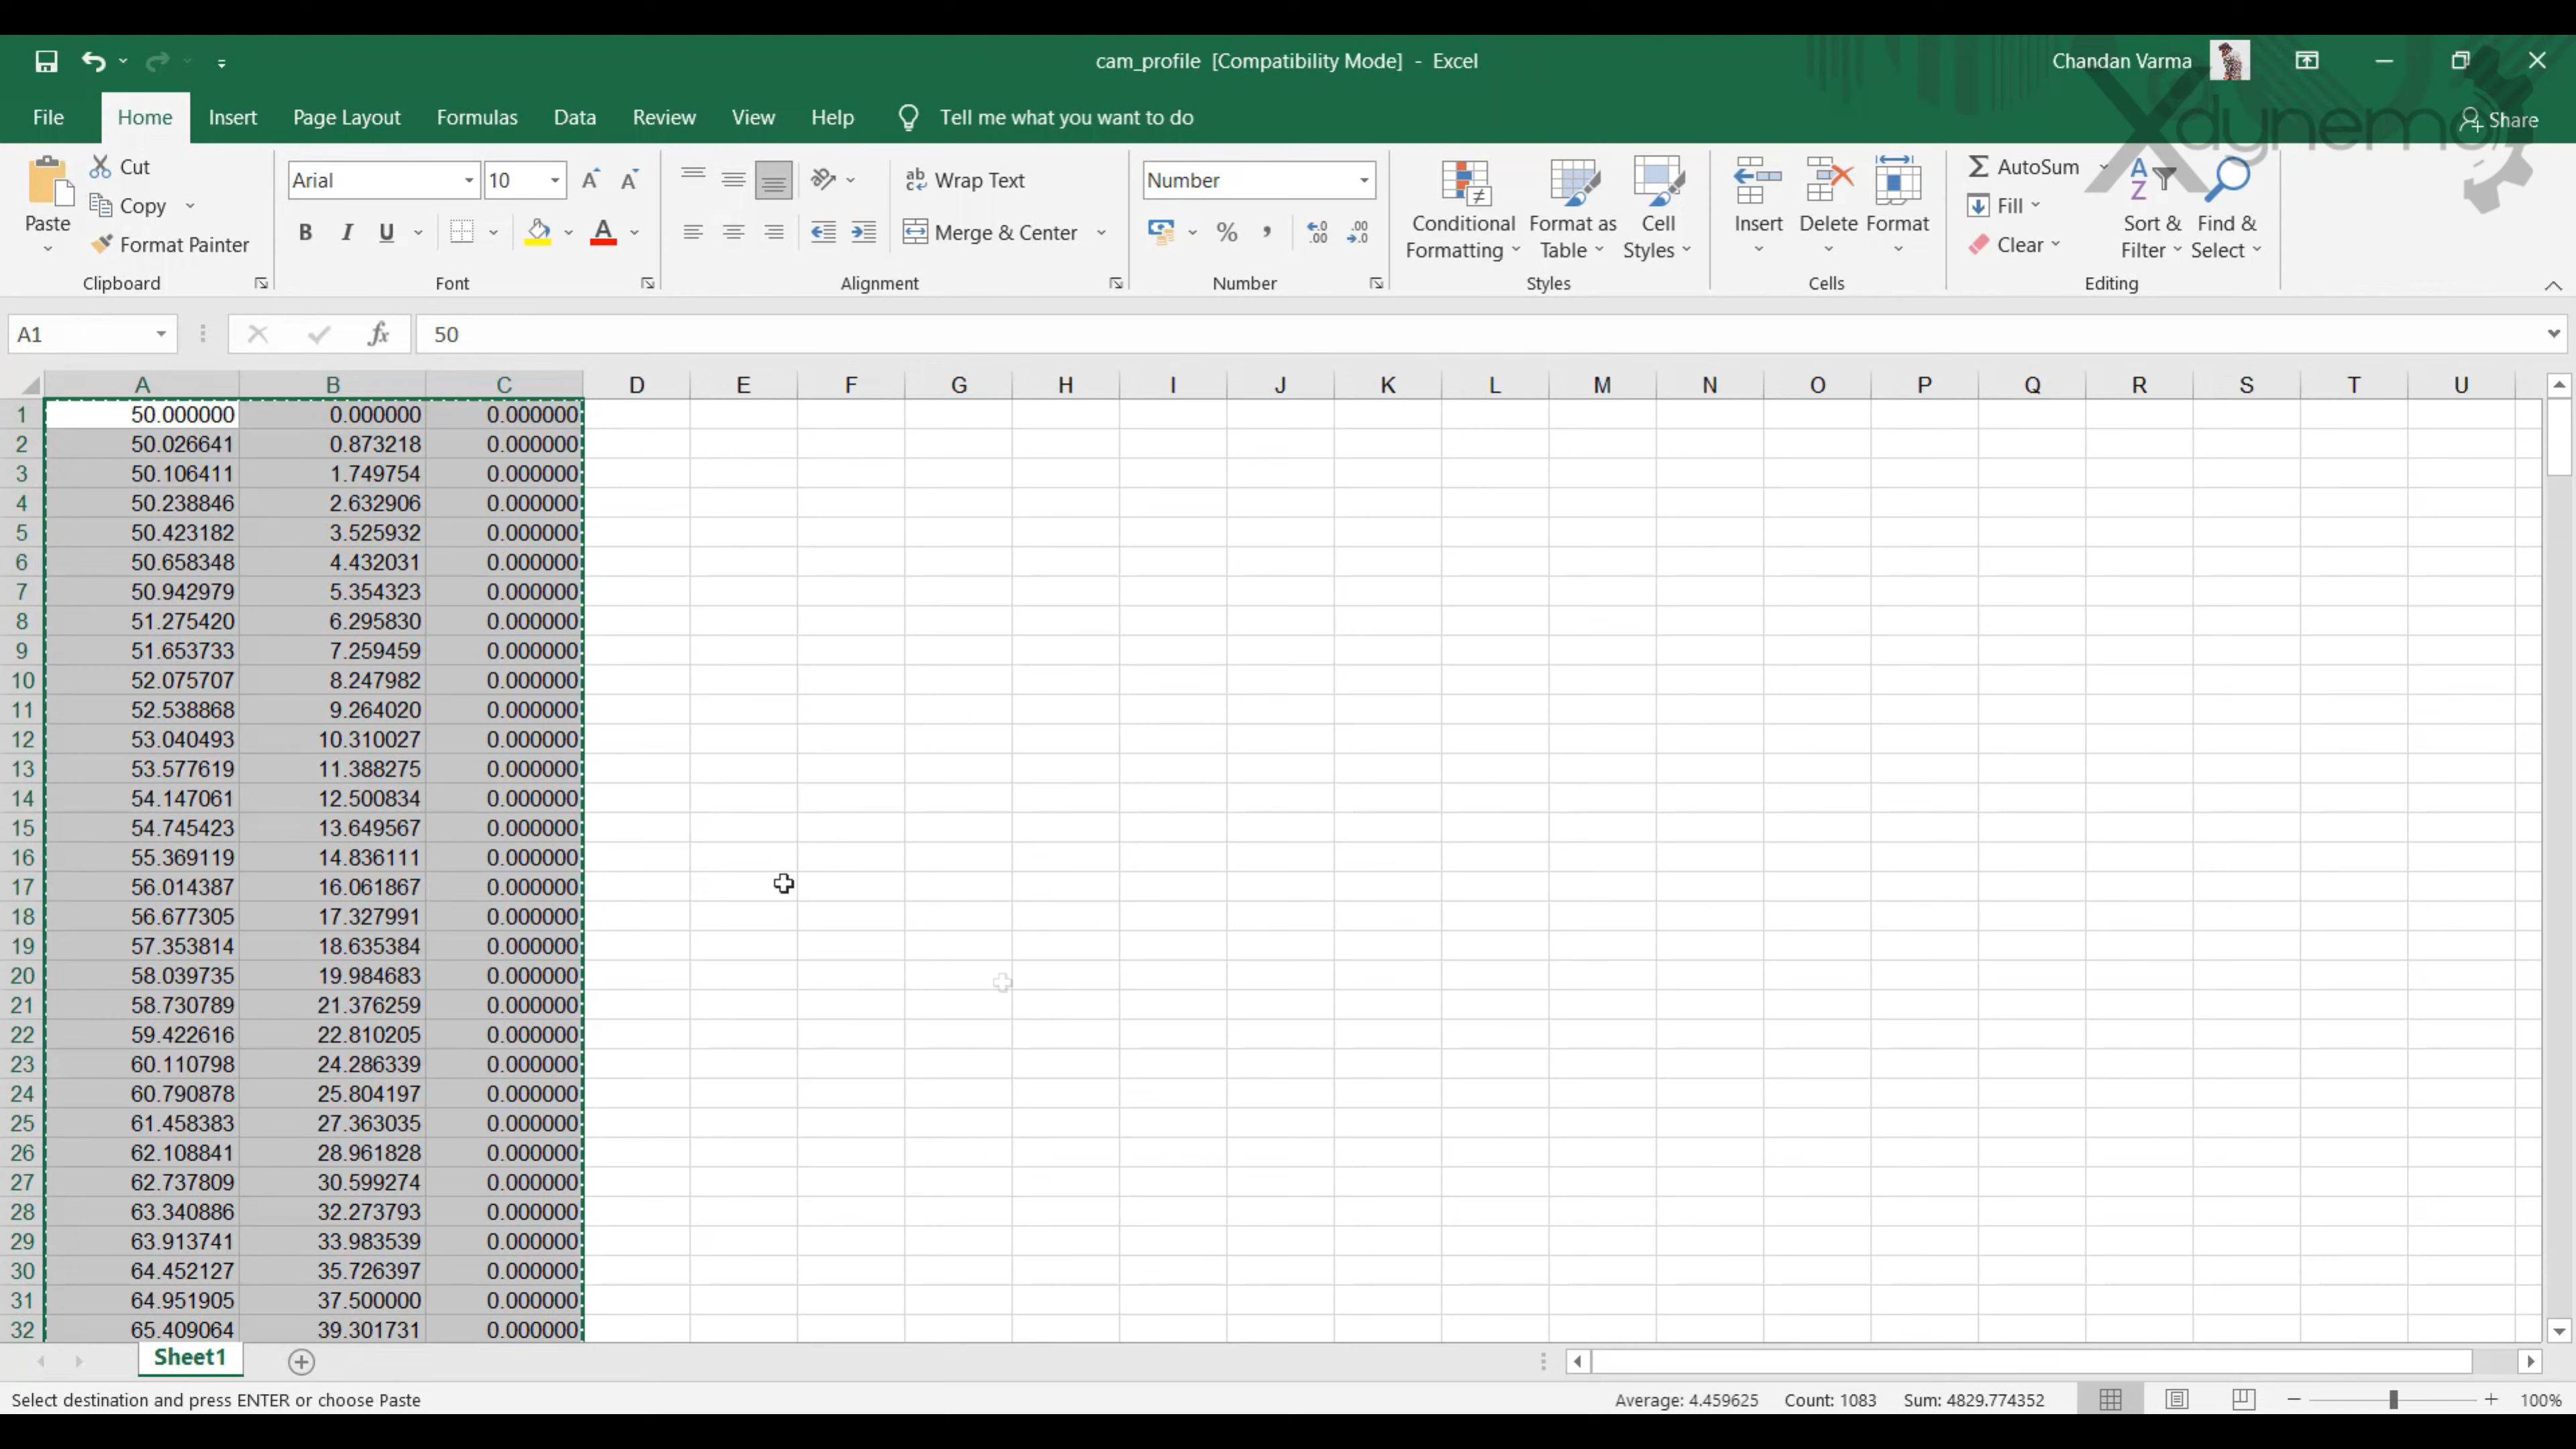 cam_profile [Compatibility Mode] - Excel
Chandan Varma
File Home Insert Page Layout Formulas Data Review View Help Tell me what you want to do
Share
Xdynemo
Paste
Cut
Copy
Format Painter
Clipboard
Arial 10
B I U A
Font
Wrap Text
Merge & Center
Alignment
Number
% ,
Number
Conditional Formatting
Format as Table
Cell Styles
Styles
Insert Delete Format
Cells
AutoSum
Fill
Clear
Sort & Filter
Find & Select
Editing
A1 fx 50
A B C D E F G H I J K L M N O P Q R S T U
1 50.000000 0.000000 0.000000
2 50.026641 0.873218 0.000000
3 50.106411 1.749754 0.000000
4 50.238846 2.632906 0.000000
5 50.423182 3.525932 0.000000
6 50.658348 4.432031 0.000000
7 50.942979 5.354323 0.000000
8 51.275420 6.295830 0.000000
9 51.653733 7.259459 0.000000
10 52.075707 8.247982 0.000000
11 52.538868 9.264020 0.000000
12 53.040493 10.310027 0.000000
13 53.577619 11.388275 0.000000
14 54.147061 12.500834 0.000000
15 54.745423 13.649567 0.000000
16 55.369119 14.836111 0.000000
17 56.014387 16.061867 0.000000
18 56.677305 17.327991 0.000000
19 57.353814 18.635384 0.000000
20 58.039735 19.984683 0.000000
21 58.730789 21.376259 0.000000
22 59.422616 22.810205 0.000000
23 60.110798 24.286339 0.000000
24 60.790878 25.804197 0.000000
25 61.458383 27.363035 0.000000
26 62.108841 28.961828 0.000000
27 62.737809 30.599274 0.000000
28 63.340886 32.273793 0.000000
29 63.913741 33.983539 0.000000
30 64.452127 35.726397 0.000000
31 64.951905 37.500000 0.000000
32 65.409064 39.301731 0.000000
Sheet1
Select destination and press ENTER or choose Paste
Average: 4.459625 Count: 1083 Sum: 4829.774352
100%